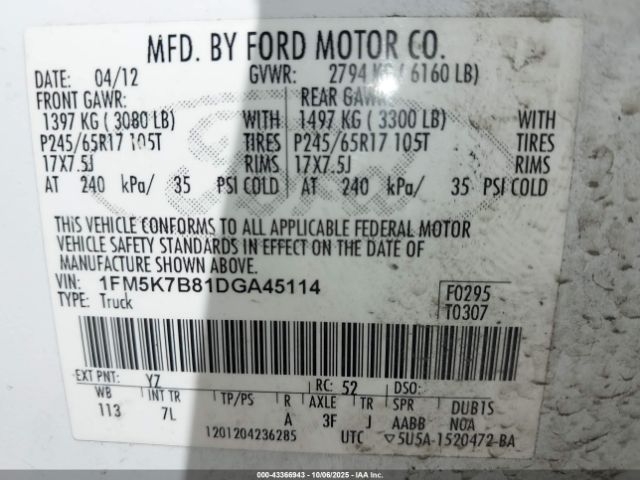 MFD. BY FORD MOTOR CO.
DATE: 04/12 GVWR: 2794 KG ( 6160 LB)
FRONT GAWR: REAR GAWR:
1397 KG ( 3080 LB) WITH 1497 KG ( 3300 LB) WITH
P245/65R17 105T TIRES P245/65R17 105T TIRES
17X7.5J RIMS 17X7.5J RIMS
AT 240 kPa/ 35 PSI COLD AT 240 kPa/ 35 PSI COLD
THIS VEHICLE CONFORMS TO ALL APPLICABLE FEDERAL MOTOR
VEHICLE SAFETY STANDARDS IN EFFECT ON THE DATE OF
MANUFACTURE SHOWN ABOVE.
VIN: 1FM5K7B81DGA45114 F0295
TYPE: Truck T0307
EXT PNT: YZ RC: 52 DSO:
WB INT TR TP/PS R AXLE TR SPR DUB1S
113 7L A 3F J AABB N0A
1201204236285 UTC ▽5U5A-1520472-BA
000-43366943 | 10/06/2025 | IAAI.COM